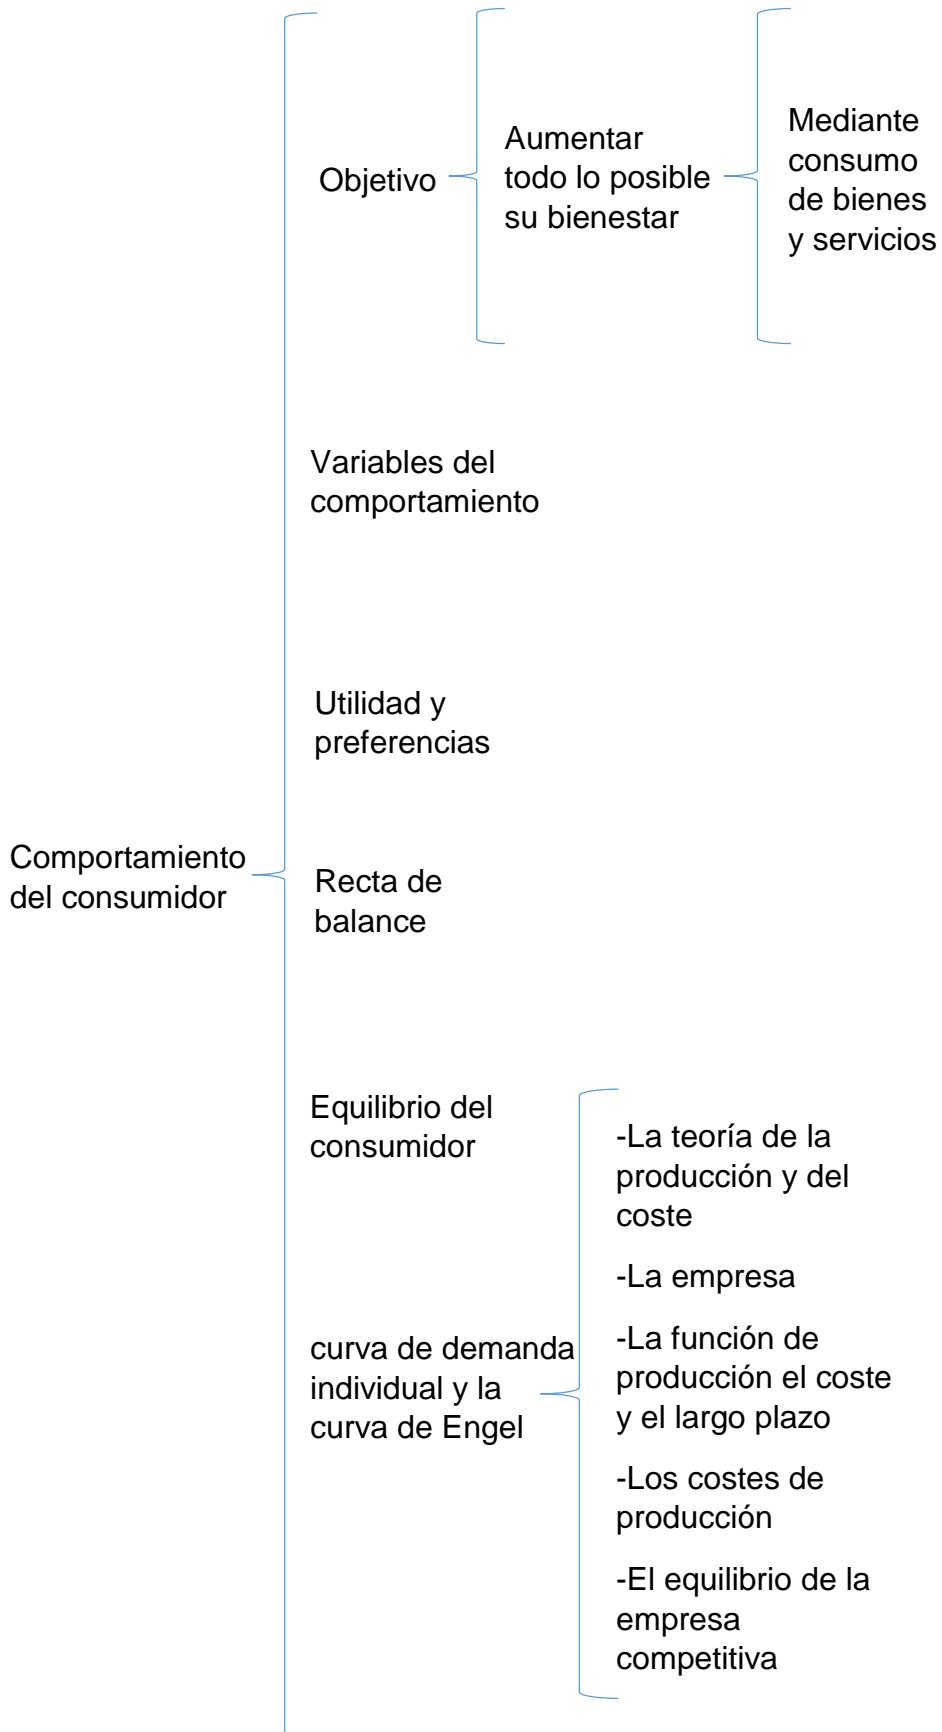 Comportamiento
del consumidor
Objetivo
Aumentar
todo lo posible
su bienestar
Mediante
consumo
de bienes
y servicios
Variables del
comportamiento
Utilidad y
preferencias
Recta de
balance
Equilibrio del
consumidor
curva de demanda
individual y la
curva de Engel
-La teoría de la
producción y del
coste
-La empresa
-La función de
producción el coste
y el largo plazo
-Los costes de
producción
-El equilibrio de la
empresa
competitiva